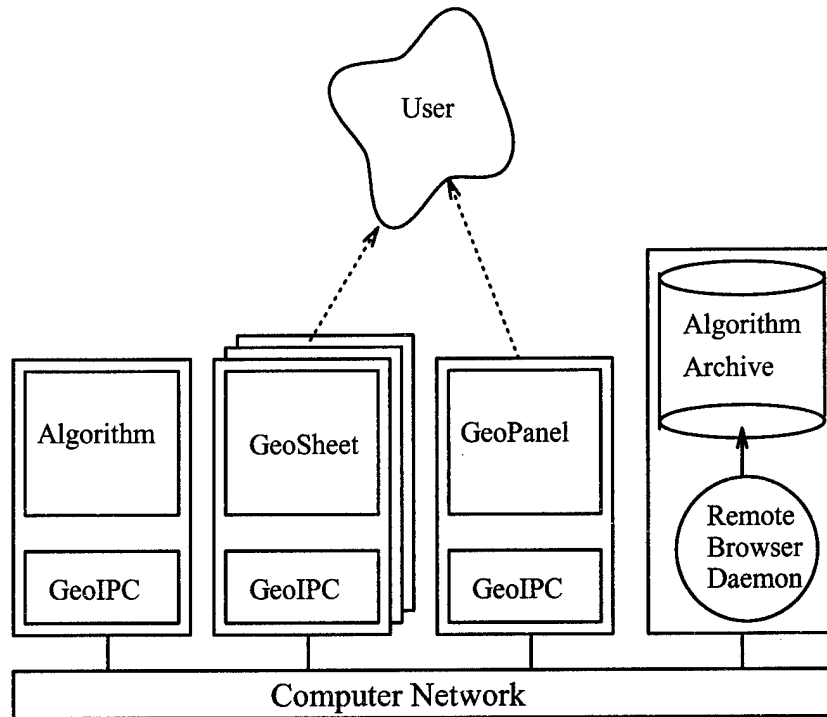 User
Algorithm
Archive
Algorithm
GeoSheet
GeoPanel
Remote
Browser
Daemon
GeoIPC
GeoIPC
GeoIPC
Computer Network